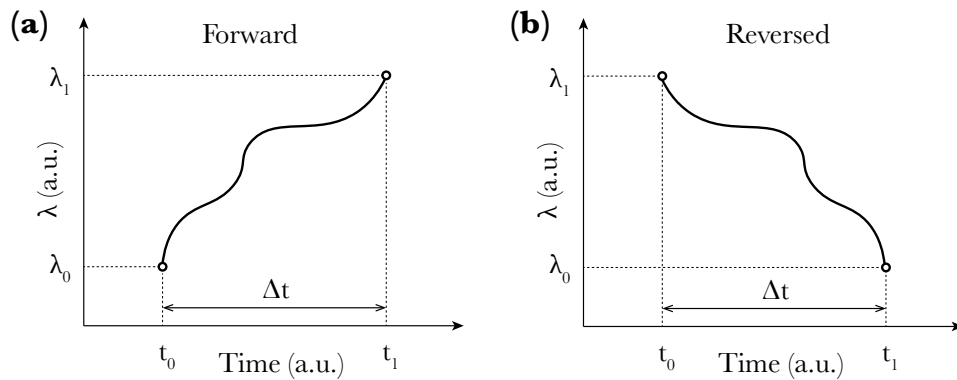 (a)
Forward
λ₁
λ (a.u.)
λ₀
Δt
t₀
Time (a.u.)
t₁
(b)
Reversed
λ₁
λ (a.u.)
λ₀
Δt
t₀
Time (a.u.)
t₁